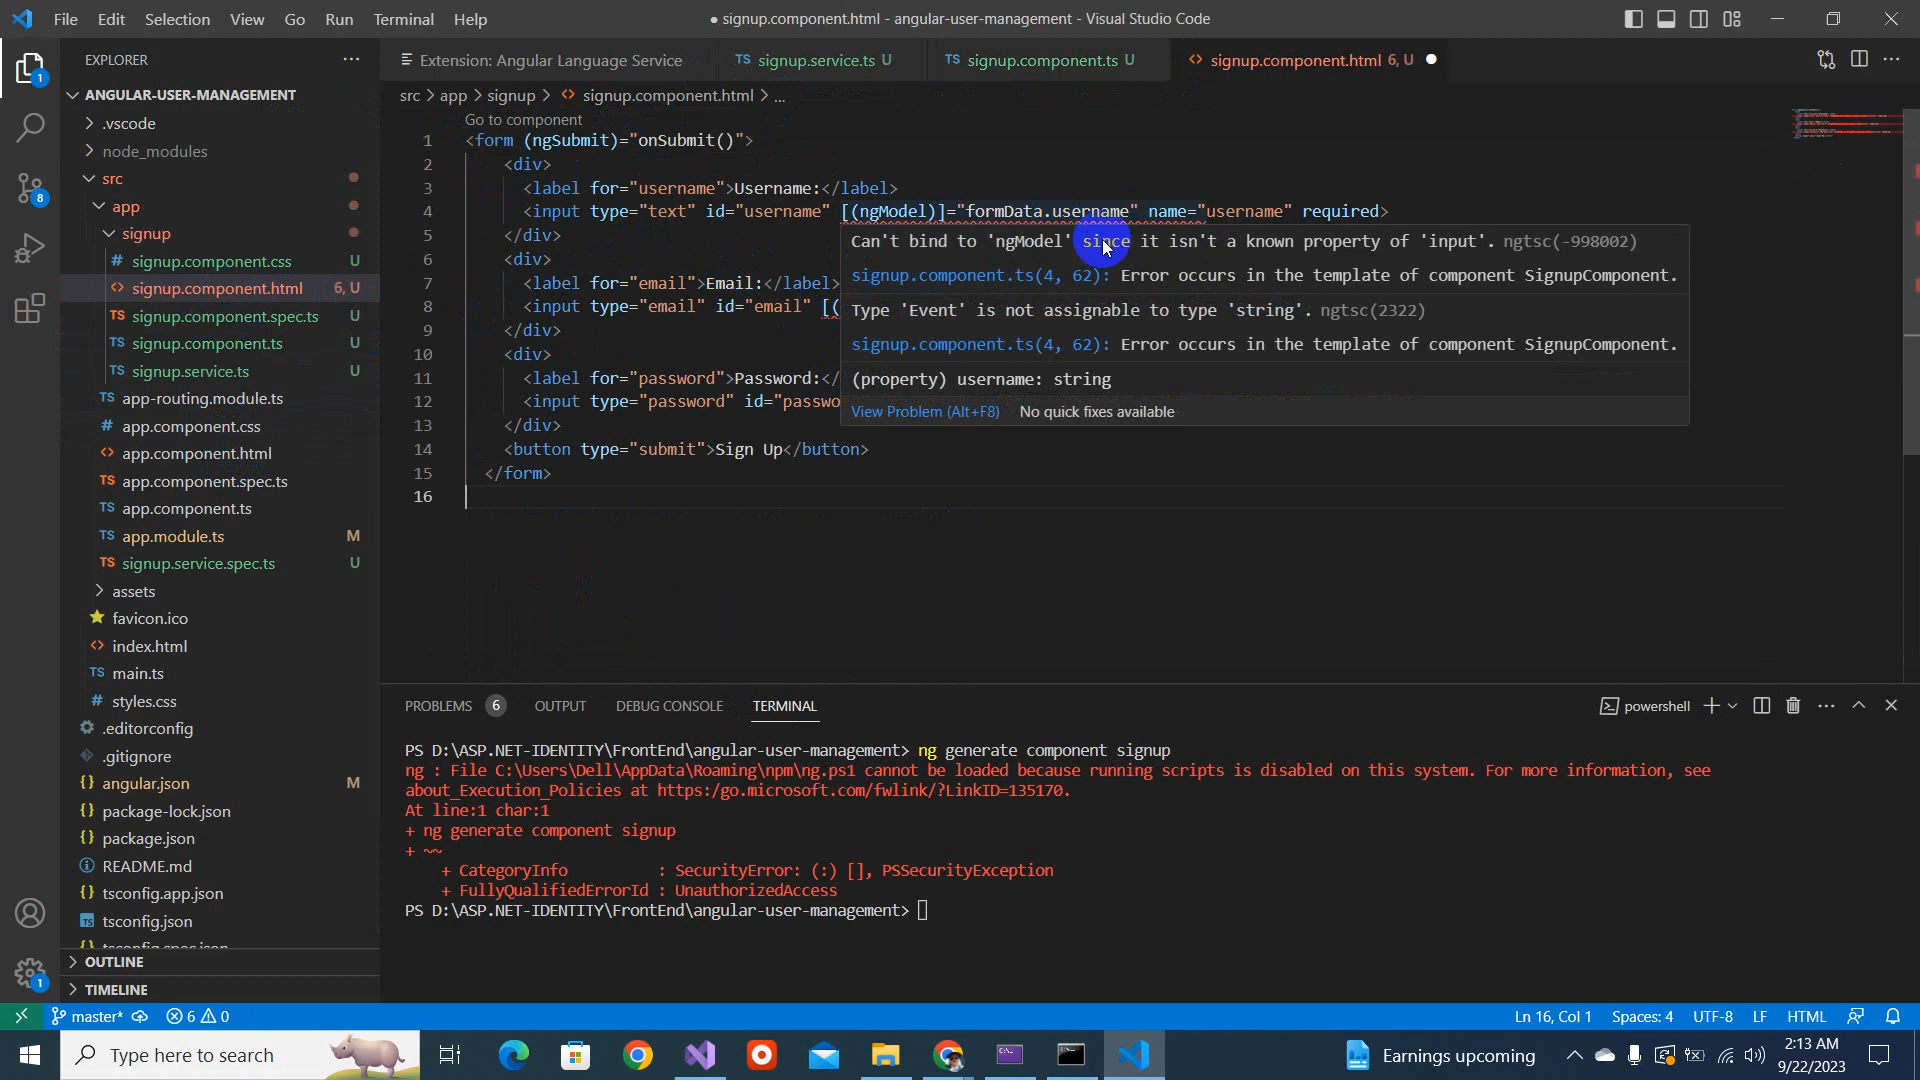 File Edit Selection View Go Run Terminal Help
● signup.component.html - angular-user-management - Visual Studio Code
EXPLORER
Extension: Angular Language Service
TS signup.service.ts U
TS signup.component.ts U
<> signup.component.html 6, U
ANGULAR-USER-MANAGEMENT
.vscode
node_modules
src
app
signup
# signup.component.css U
<> signup.component.html 6, U
TS signup.component.spec.ts U
TS signup.component.ts U
TS signup.service.ts U
TS app-routing.module.ts
# app.component.css
<> app.component.html
TS app.component.spec.ts
TS app.component.ts
TS app.module.ts M
TS signup.service.spec.ts U
assets
favicon.ico
<> index.html
TS main.ts
# styles.css
.editorconfig
.gitignore
{} angular.json M
{} package-lock.json
{} package.json
README.md
{} tsconfig.app.json
TS tsconfig.json
{} tsconfig.spec.json
OUTLINE
TIMELINE
1
8
1
src > app > signup > <> signup.component.html > ...
Go to component
1 <form (ngSubmit)="onSubmit()">
2 <div>
3 <label for="username">Username:</label>
4 <input type="text" id="username" [(ngModel)]="formData.username" name="username" required>
5 </div>
6 <div>
7 <label for="email">Email:</label>
8 <input type="email" id="email" [(
9 </div>
10 <div>
11 <label for="password">Password:</
12 <input type="password" id="passwo
13 </div>
14 <button type="submit">Sign Up</button>
15 </form>
16
Can't bind to 'ngModel' since it isn't a known property of 'input'. ngtsc(-998002)
signup.component.ts(4, 62): Error occurs in the template of component SignupComponent.
Type 'Event' is not assignable to type 'string'. ngtsc(2322)
signup.component.ts(4, 62): Error occurs in the template of component SignupComponent.
(property) username: string
View Problem (Alt+F8) No quick fixes available
PROBLEMS 6 OUTPUT DEBUG CONSOLE TERMINAL
powershell
PS D:\ASP.NET-IDENTITY\FrontEnd\angular-user-management> ng generate component signup
ng : File C:\Users\Dell\AppData\Roaming\npm\ng.ps1 cannot be loaded because running scripts is disabled on this system. For more information, see
about_Execution_Policies at https:/go.microsoft.com/fwlink/?LinkID=135170.
At line:1 char:1
+ ng generate component signup
+ ~~
+ CategoryInfo : SecurityError: (:) [], PSSecurityException
+ FullyQualifiedErrorId : UnauthorizedAccess
PS D:\ASP.NET-IDENTITY\FrontEnd\angular-user-management>
master* 6 0
Ln 16, Col 1 Spaces: 4 UTF-8 LF HTML
Type here to search
Earnings upcoming
2:13 AM
9/22/2023